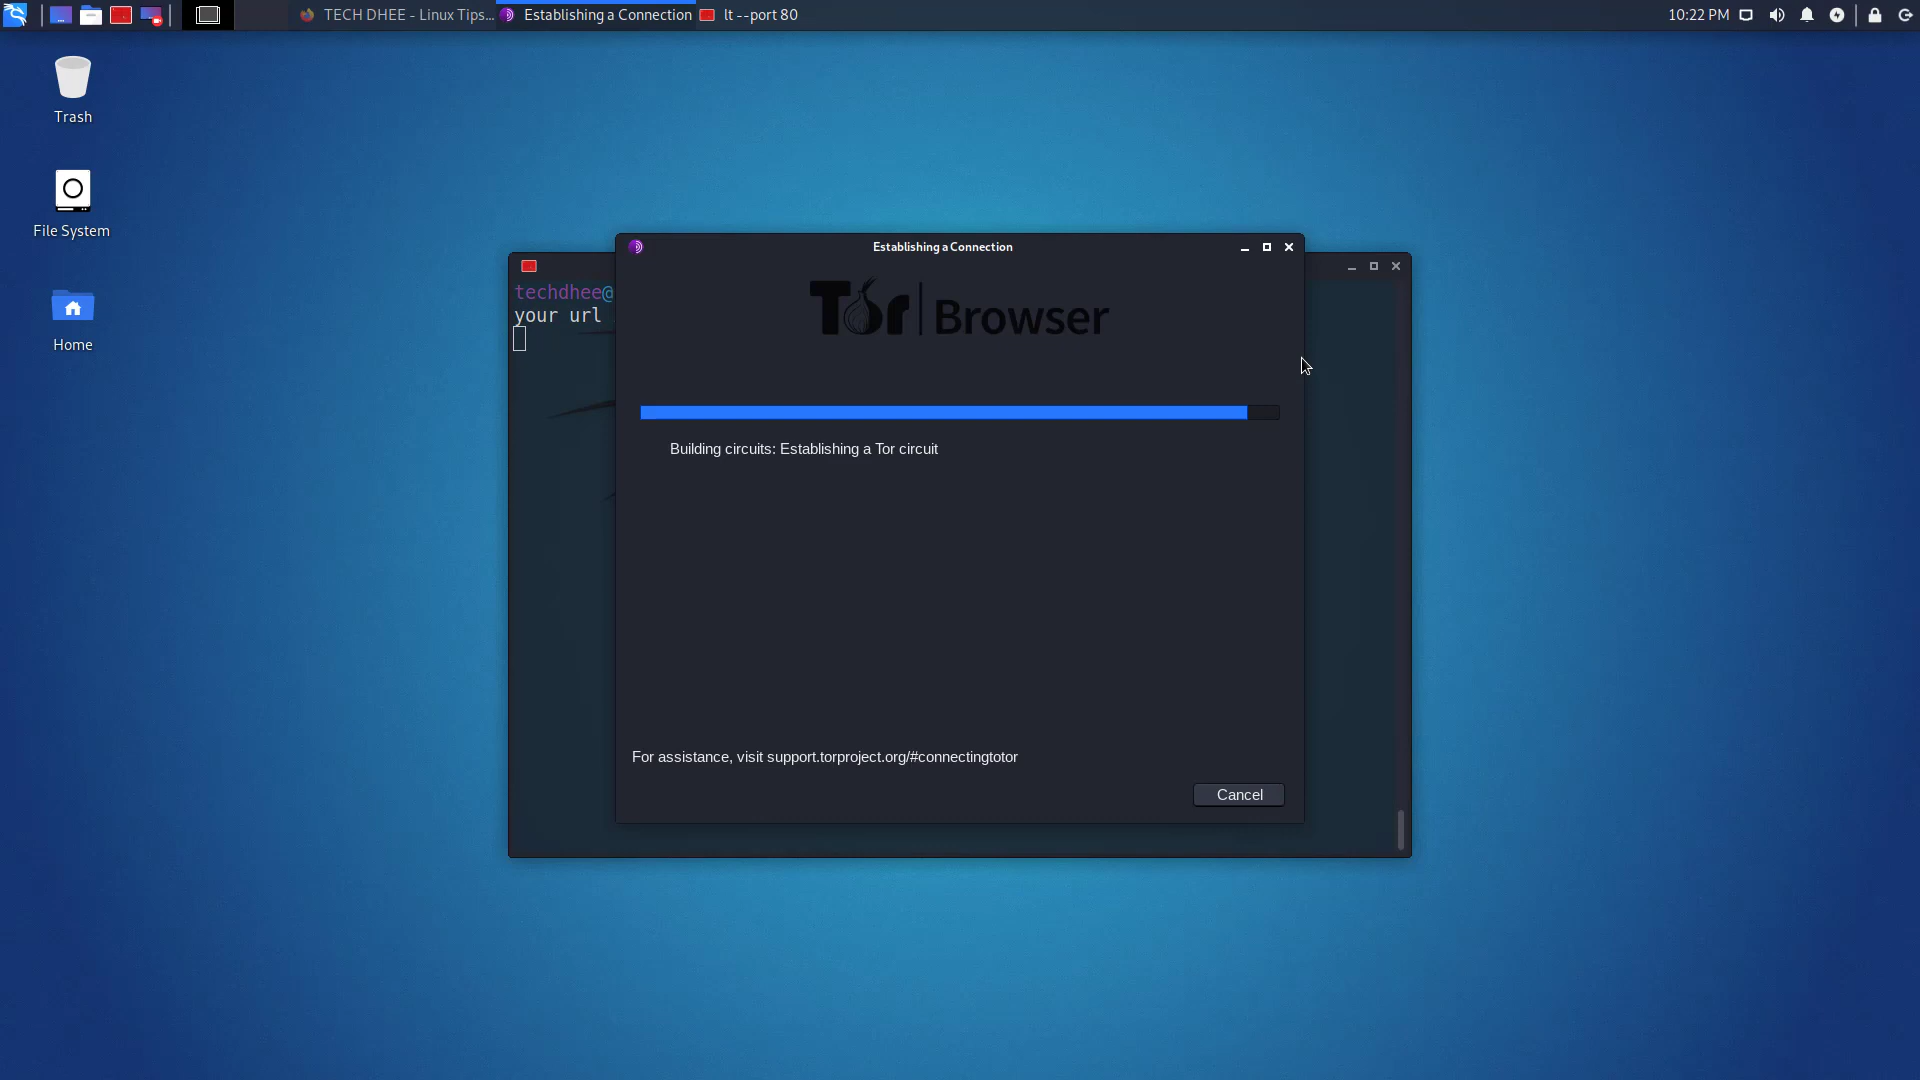 TECH DHEE - Linux Tips...
Establishing a Connection
lt --port 80
10:22 PM
Trash
File System
Home
Establishing a Connection
techdhee@
your url
Tor Browser
Building circuits: Establishing a Tor circuit
For assistance, visit support.torproject.org/#connectingtotor
Cancel